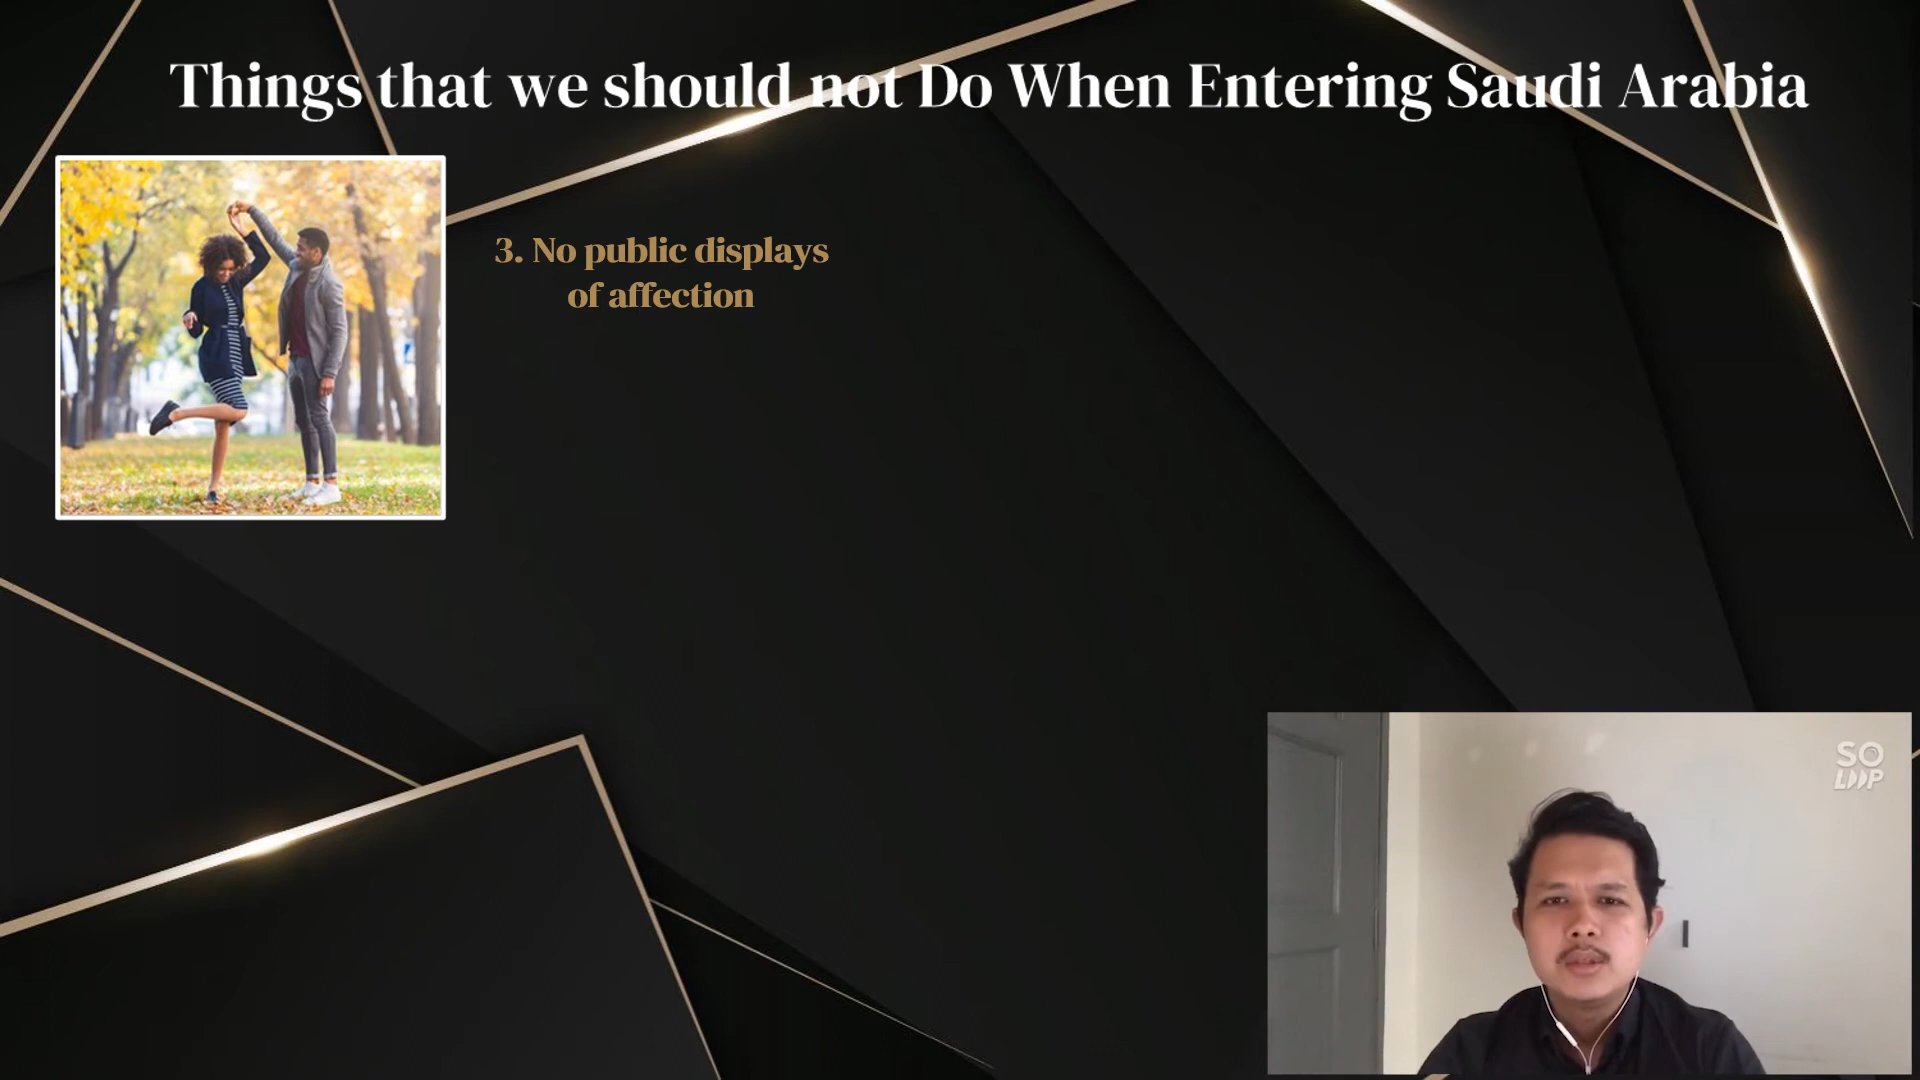 Things that we should not Do When Entering Saudi Arabia
3. No public displays
of affection
SO
LOOP